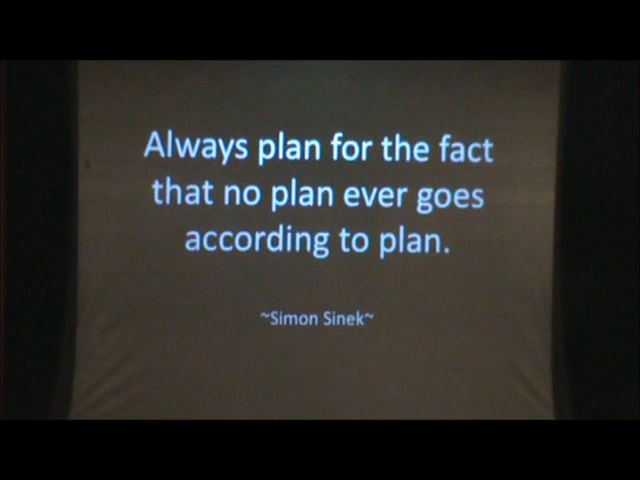 Always plan for the fact
that no plan ever goes
according to plan.
~Simon Sinek~